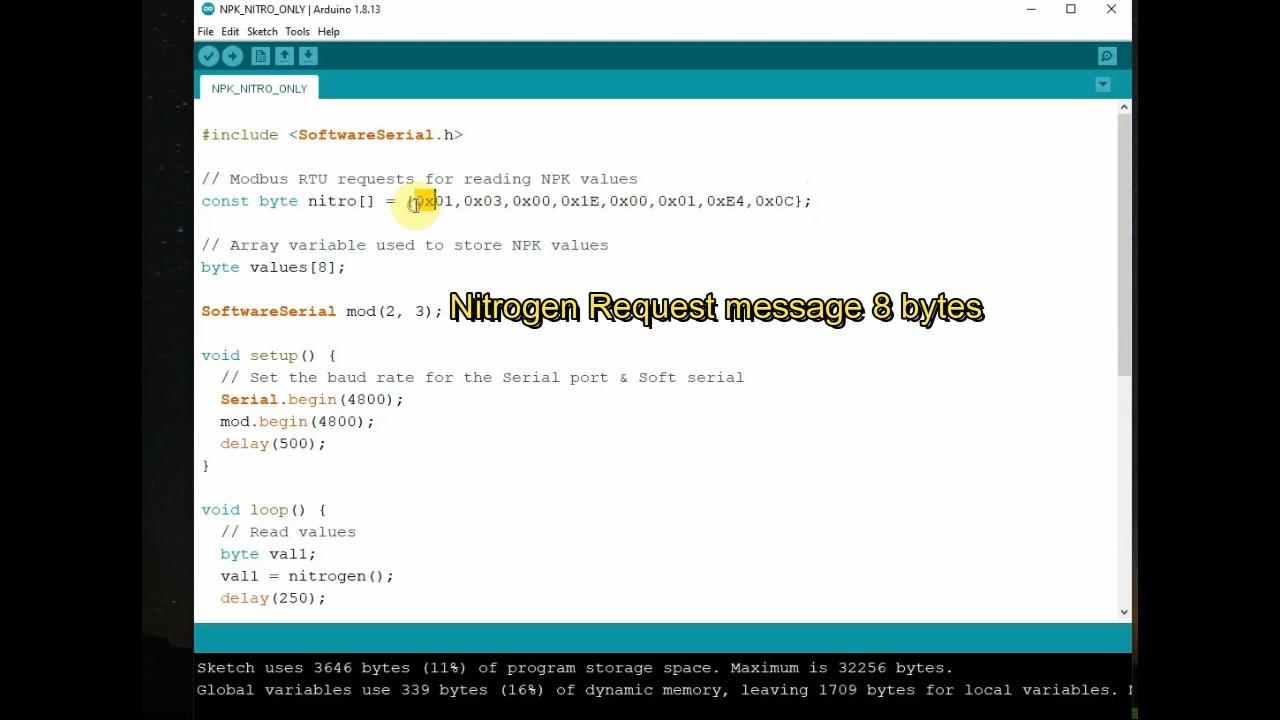 NPK_NITRO_ONLY | Arduino 1.8.13
File Edit Sketch Tools Help
NPK_NITRO_ONLY
#include <SoftwareSerial.h>
// Modbus RTU requests for reading NPK values
const byte nitro[] = {0x01,0x03,0x00,0x1E,0x00,0x01,0xE4,0x0C};
// Array variable used to store NPK values
byte values[8];
SoftwareSerial mod(2, 3);
Nitrogen Request message 8 bytes
void setup() {
// Set the baud rate for the Serial port & Soft serial
Serial.begin(4800);
mod.begin(4800);
delay(500);
}
void loop() {
// Read values
byte val1;
val1 = nitrogen();
delay(250);
Sketch uses 3646 bytes (11%) of program storage space. Maximum is 32256 bytes.
Global variables use 339 bytes (16%) of dynamic memory, leaving 1709 bytes for local variables.